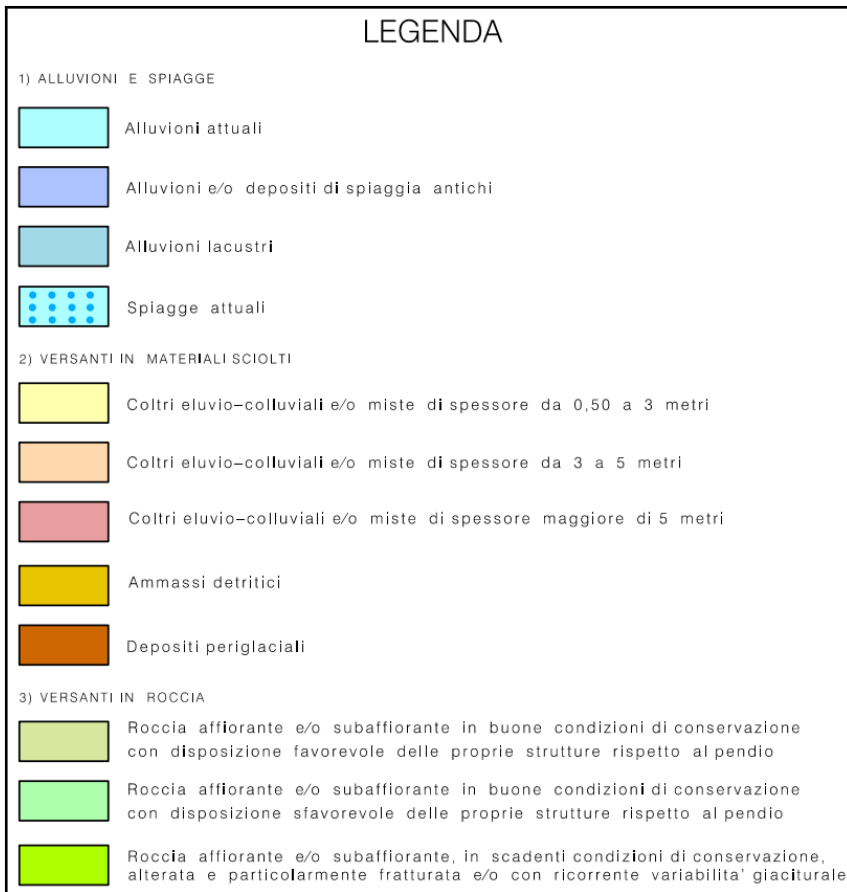 LEGENDA
1) ALLUVIONI E SPIAGGE
Alluvioni attuali
Alluvioni e/o depositi di spiaggia antichi
Alluvioni lacustri
Spiagge attuali
2) VERSANTI IN MATERIALI SCIOLTI
Coltri eluvio-colluviali e/o miste di spessore da 0,50 a 3 metri
Coltri eluvio-colluviali e/o miste di spessore da 3 a 5 metri
Coltri eluvio-colluviali e/o miste di spessore maggiore di 5 metri
Ammassi detritici
Depositi periglaciali
3) VERSANTI IN ROCCIA
Roccia affiorante e/o subaffiorante in buone condizioni di conservazione
con disposizione favorevole delle proprie strutture rispetto al pendio
Roccia affiorante e/o subaffiorante in buone condizioni di conservazione
con disposizione sfavorevole delle proprie strutture rispetto al pendio
Roccia affiorante e/o subaffiorante, in scadenti condizioni di conservazione,
alterata e particolarmente fratturata e/o con ricorrente variabilita' giaciturale